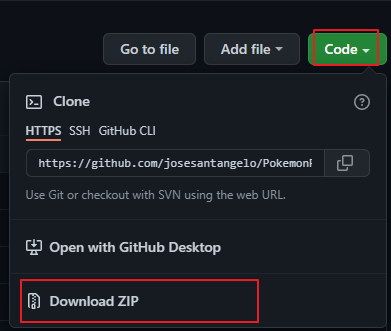 Go to file Add file Code
Clone
HTTPS SSH GitHub CLI
https://github.com/josesantangelo/Pokemon
Use Git or checkout with SVN using the web URL.
Open with GitHub Desktop
Download ZIP